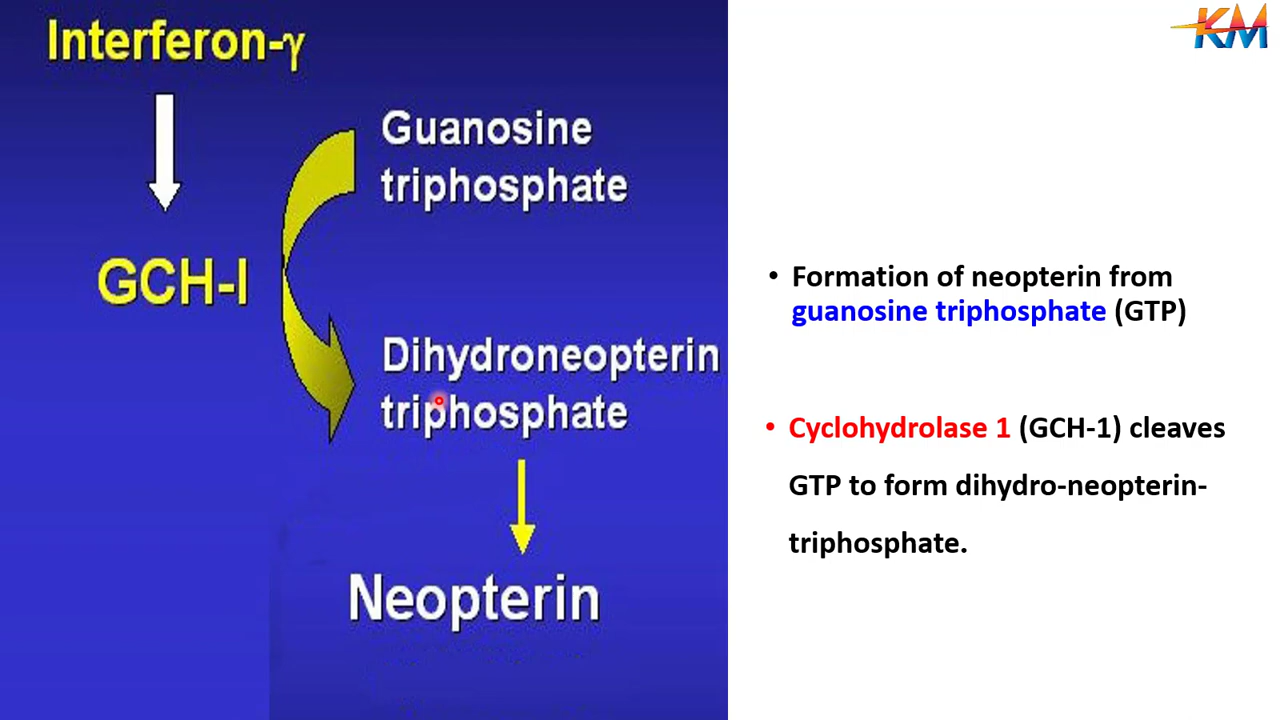 Interferon-γ
Guanosine
triphosphate
GCH-I
Dihydroneopterin
triphosphate
Neopterin
KM
• Formation of neopterin from
guanosine triphosphate (GTP)
• Cyclohydrolase 1 (GCH-1) cleaves
GTP to form dihydro-neopterin-
triphosphate.